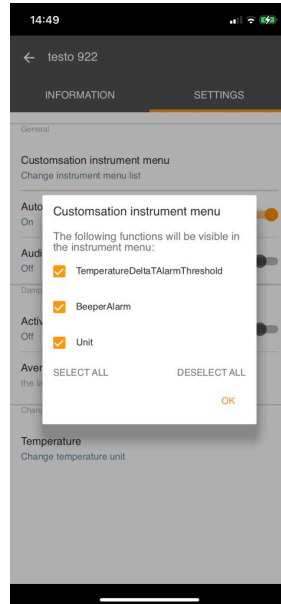 14:49
testo 922
INFORMATION
SETTINGS
General
Customsation instrument menu
Change instrument menu list
Auto
On
Customsation instrument menu
The following functions will be visible in
the instrument menu:
TemperatureDeltaTAlarmThreshold
BeeperAlarm
Unit
SELECT ALL
DESELECT ALL
OK
Audi
Off
Damp
Activ
Off
Aver
the la
Chang
Temperature
Change temperature unit